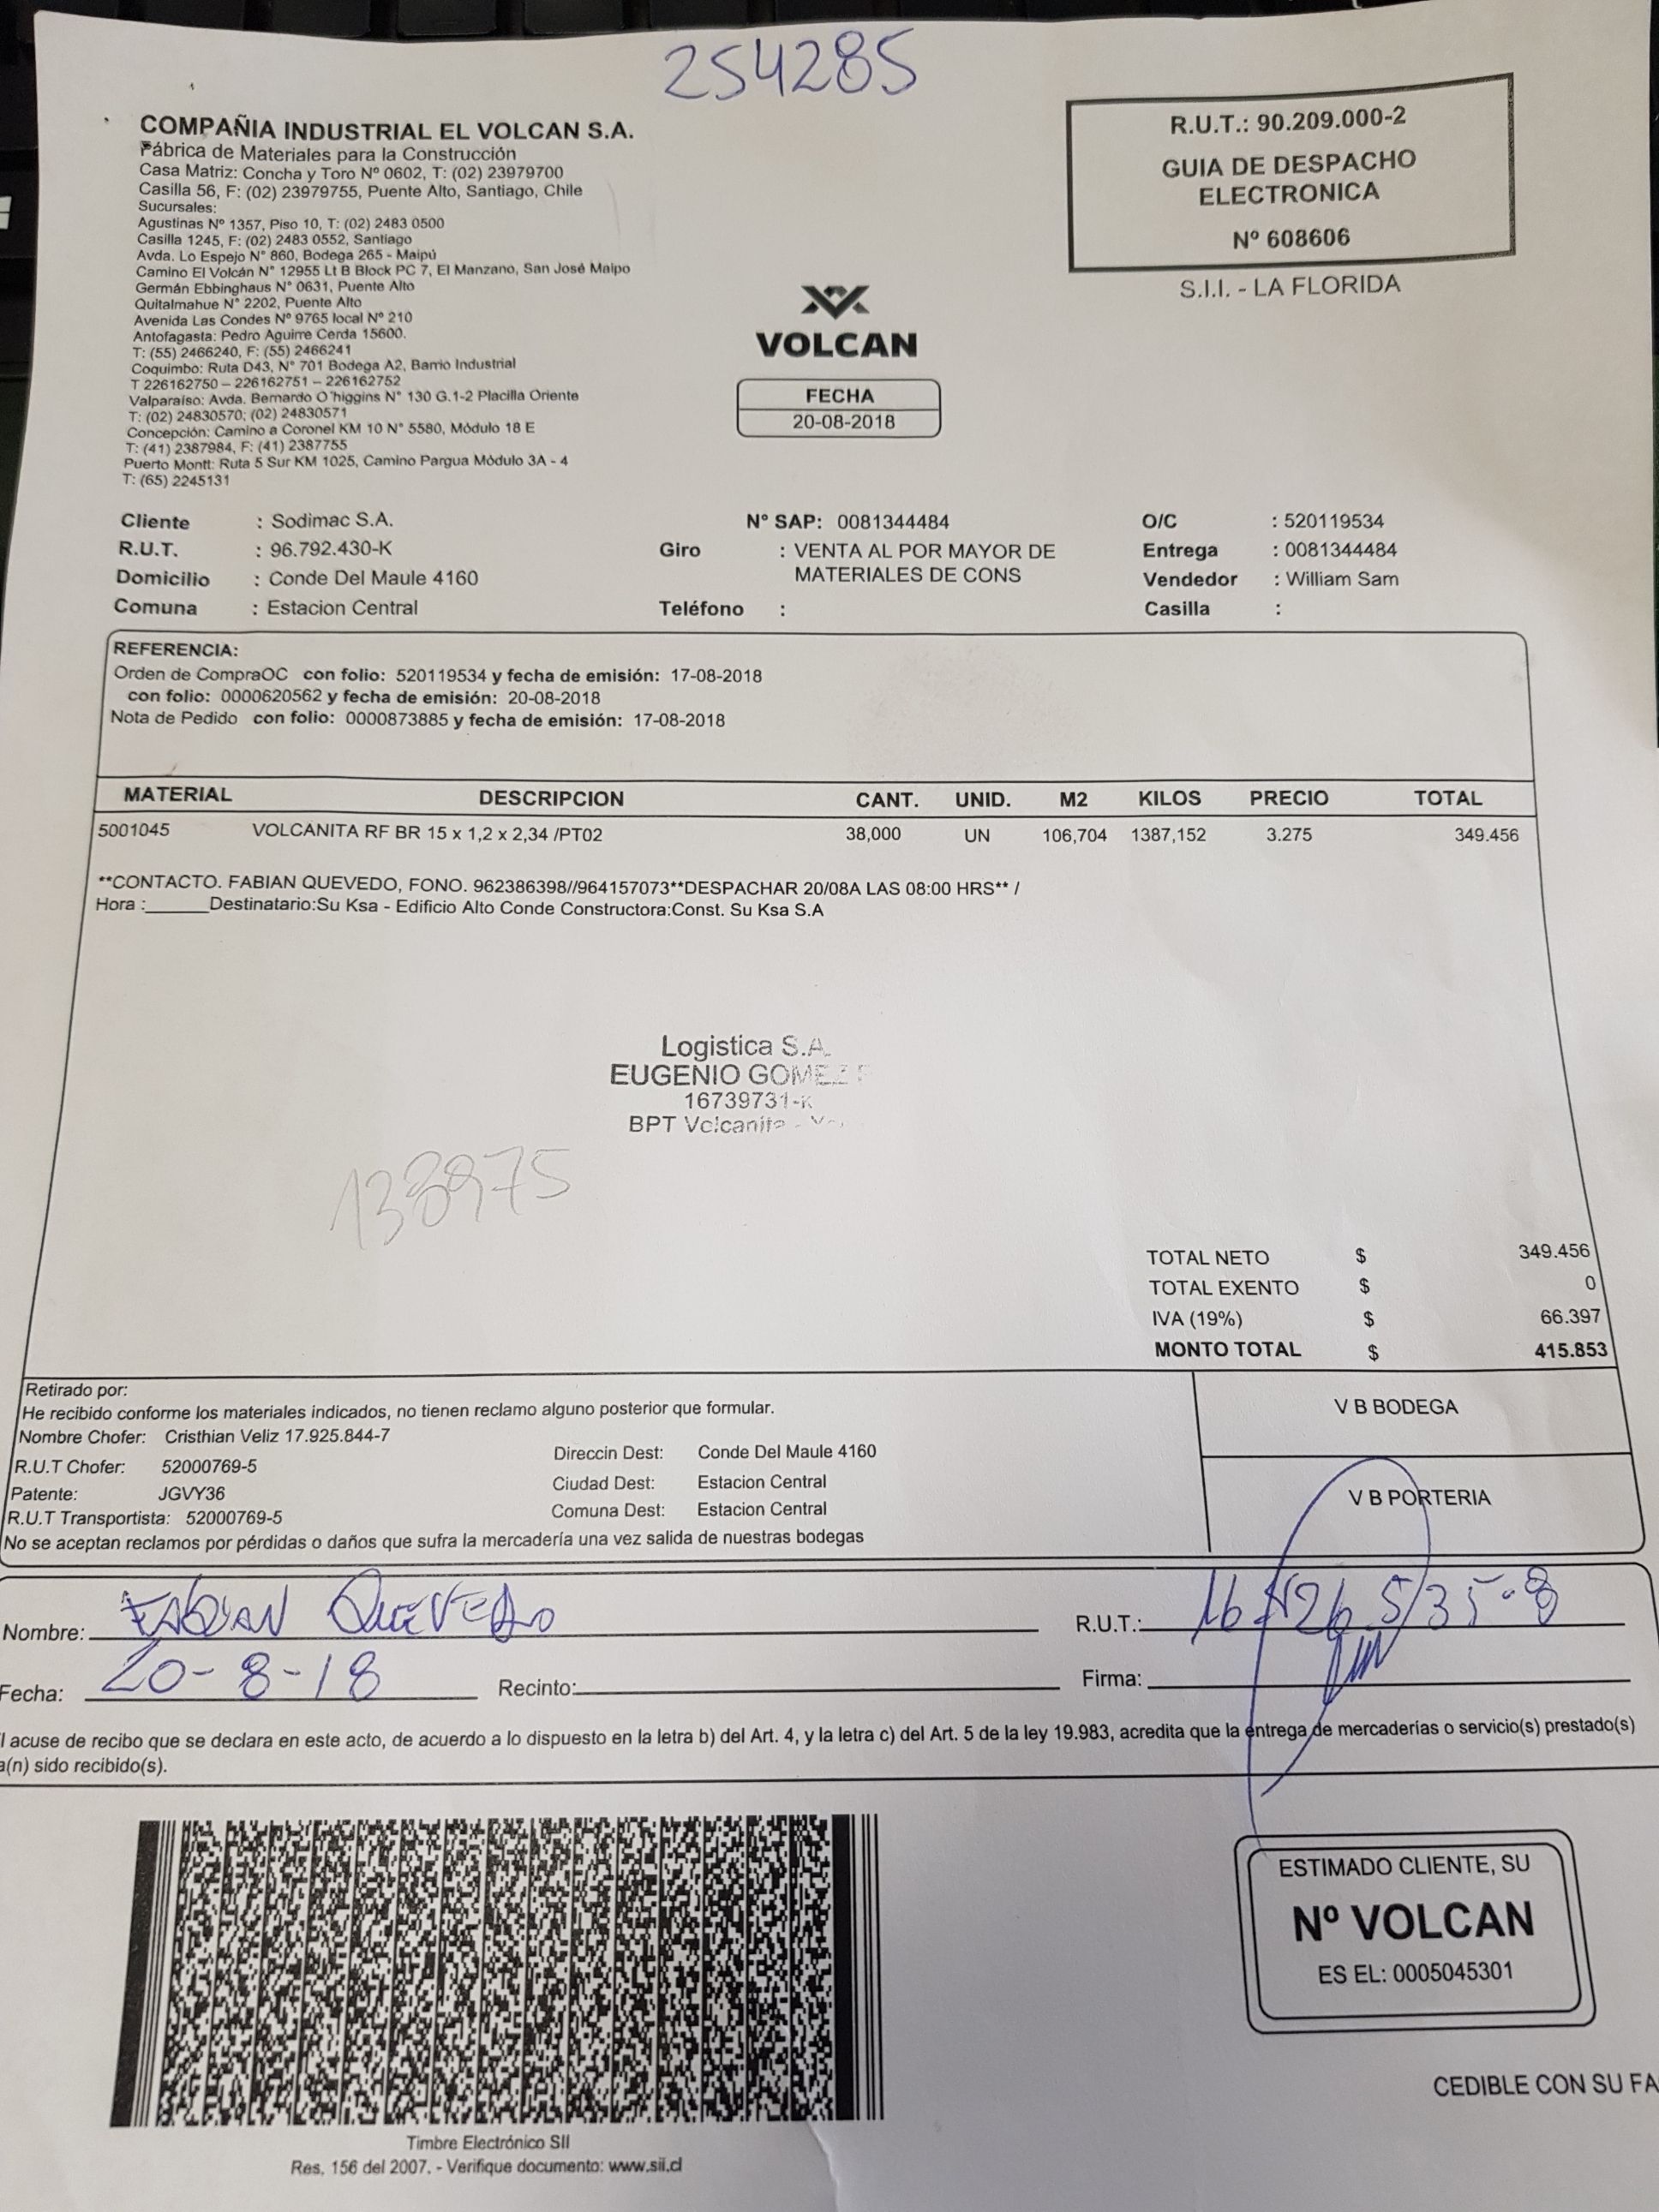 254285
COMPAÑIA INDUSTRIAL EL VOLCAN S.A.
Fábrica de Materiales para la Construcción
Casa Matriz: Concha y Toro Nº 0602, T: (02) 23979700
Casilla 56, F: (02) 23979755, Puente Alto, Santiago, Chile
Sucursales:
Agustinas Nº 1357, Piso 10, T: (02) 2483 0500
Casilla 1245, F: (02) 2483 0552, Santiago
Avda. Lo Espejo N° 860, Bodega 265 - Maipú
Camino El Volcán N° 12955 Lt B Block PC 7, El Manzano, San José Maipo
Germán Ebbinghaus N° 0631, Puente Alto
Quitalmahue N° 2202, Puente Alto
Avenida Las Condes Nº 9765 local Nº 210
Antofagasta: Pedro Aguirre Cerda 15600.
T: (55) 2466240, F: (55) 2466241
Coquimbo: Ruta D43, N° 701 Bodega A2, Barrio Industrial
T 226162750 – 226162751 – 226162752
Valparaíso: Avda. Bernardo O´higgins N° 130 G.1-2 Placilla Oriente
T: (02) 24830570; (02) 24830571
Concepción: Camino a Coronel KM 10 N° 5580, Módulo 18 E
T: (41) 2387984, F: (41) 2387755
Puerto Montt: Ruta 5 Sur KM 1025, Camino Pargua Módulo 3A - 4
T: (65) 2245131
R.U.T.: 90.209.000-2
GUIA DE DESPACHO
ELECTRONICA
Nº 608606
S.I.I. - LA FLORIDA
VOLCAN
FECHA
20-08-2018
Cliente : Sodimac S.A. Nº SAP: 0081344484 O/C : 520119534
R.U.T. : 96.792.430-K Giro : VENTA AL POR MAYOR DE Entrega : 0081344484
Domicilio : Conde Del Maule 4160 MATERIALES DE CONS Vendedor : William Sam
Comuna : Estacion Central Teléfono : Casilla :
REFERENCIA:
Orden de CompraOC con folio: 520119534 y fecha de emisión: 17-08-2018
con folio: 0000620562 y fecha de emisión: 20-08-2018
Nota de Pedido con folio: 0000873885 y fecha de emisión: 17-08-2018
MATERIAL DESCRIPCION CANT. UNID. M2 KILOS PRECIO TOTAL
5001045 VOLCANITA RF BR 15 x 1,2 x 2,34 /PT02 38,000 UN 106,704 1387,152 3.275 349.456
**CONTACTO. FABIAN QUEVEDO, FONO. 962386398//964157073**DESPACHAR 20/08A LAS 08:00 HRS** /
Hora :______Destinatario:Su Ksa - Edificio Alto Conde Constructora:Const. Su Ksa S.A
Logistica S.A.
EUGENIO GOMEZ
16739731-K
BPT Volcanita
138975
TOTAL NETO $ 349.456
TOTAL EXENTO $ 0
IVA (19%) $ 66.397
MONTO TOTAL $ 415.853
Retirado por:
He recibido conforme los materiales indicados, no tienen reclamo alguno posterior que formular.
Nombre Chofer: Cristhian Veliz 17.925.844-7
R.U.T Chofer: 52000769-5
Patente: JGVY36
R.U.T Transportista: 52000769-5
Direccin Dest: Conde Del Maule 4160
Ciudad Dest: Estacion Central
Comuna Dest: Estacion Central
No se aceptan reclamos por pérdidas o daños que sufra la mercadería una vez salida de nuestras bodegas
V B BODEGA
V B PORTERIA
Nombre: FABIAN QUEVEDO R.U.T.:
Fecha: 20-8-18 Recinto: Firma:
l acuse de recibo que se declara en este acto, de acuerdo a lo dispuesto en la letra b) del Art. 4, y la letra c) del Art. 5 de la ley 19.983, acredita que la entrega de mercaderías o servicio(s) prestado(s)
a(n) sido recibido(s).
Timbre Electrónico SII
Res. 156 del 2007. - Verifique documento: www.sii.cl
ESTIMADO CLIENTE, SU
Nº VOLCAN
ES EL: 0005045301
CEDIBLE CON SU FA